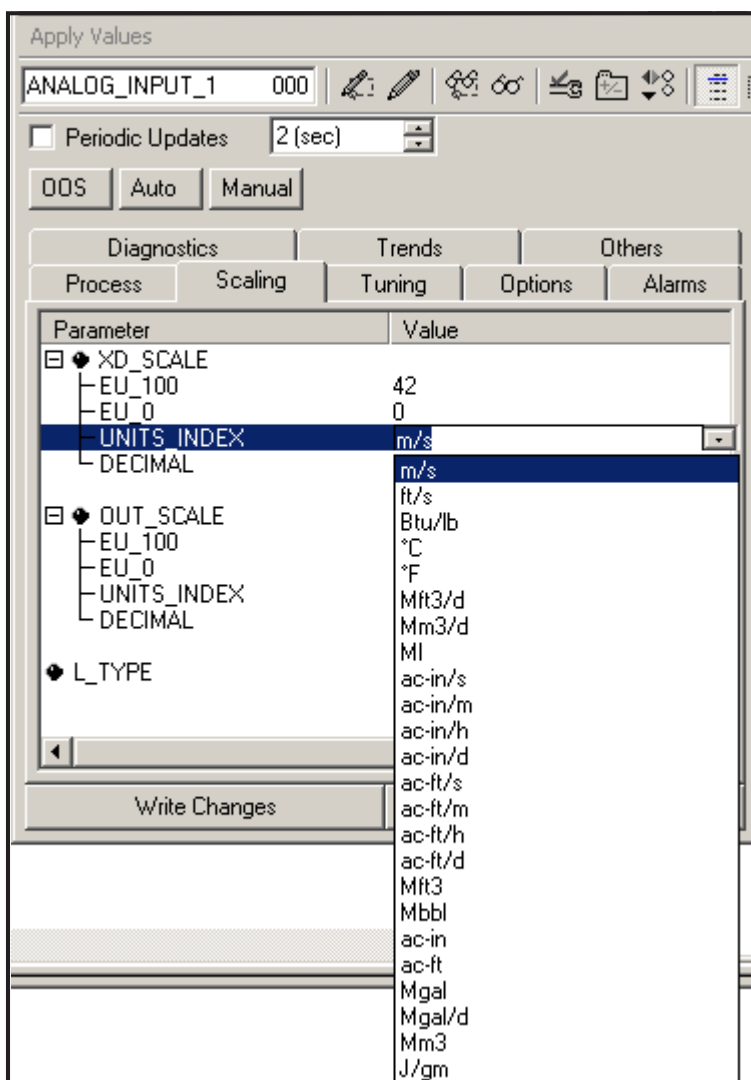 Apply Values
ANALOG_INPUT_1 000
Periodic Updates 2 (sec)
OOS Auto Manual
Diagnostics Trends Others
Process Scaling Tuning Options Alarms
Parameter Value
XD_SCALE
EU_100 42
EU_0 0
UNITS_INDEX m/s
DECIMAL
OUT_SCALE
EU_100
EU_0
UNITS_INDEX
DECIMAL
L_TYPE
Write Changes
m/s
ft/s
Btu/lb
°C
°F
Mft3/d
Mm3/d
Ml
ac-in/s
ac-in/m
ac-in/h
ac-in/d
ac-ft/s
ac-ft/m
ac-ft/h
ac-ft/d
Mft3
Mbbl
ac-in
ac-ft
Mgal
Mgal/d
Mm3
J/gm